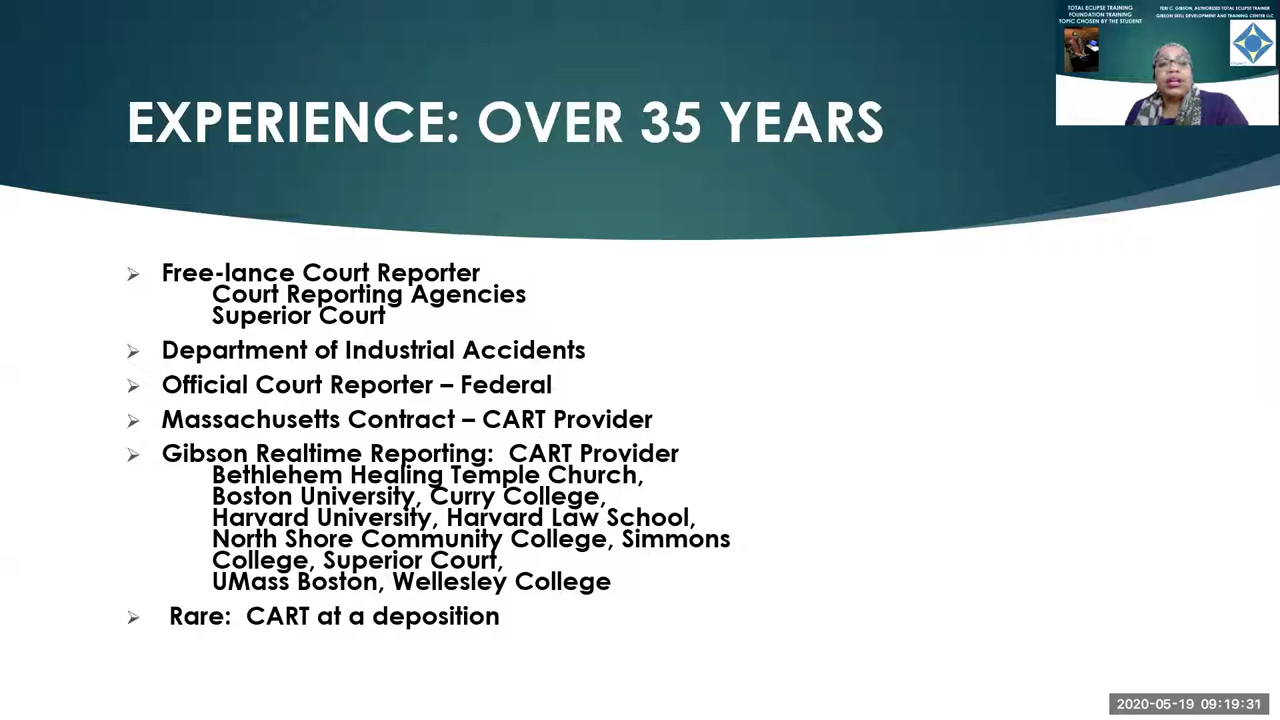 TOTAL ECLIPSE TRAINING
FOUNDATION TRAINING
TOPIC CHOSEN BY THE STUDENT
TERI C. GIBSON, AUTHORIZED TOTAL ECLIPSE TRAINER
GIBSON SKILL DEVELOPMENT AND TRAINING CENTER LLC
EXPERIENCE: OVER 35 YEARS
Free-lance Court Reporter
Court Reporting Agencies
Superior Court
Department of Industrial Accidents
Official Court Reporter – Federal
Massachusetts Contract – CART Provider
Gibson Realtime Reporting: CART Provider
Bethlehem Healing Temple Church,
Boston University, Curry College,
Harvard University, Harvard Law School,
North Shore Community College, Simmons
College, Superior Court,
UMass Boston, Wellesley College
Rare: CART at a deposition
2020-05-19 09:19:31